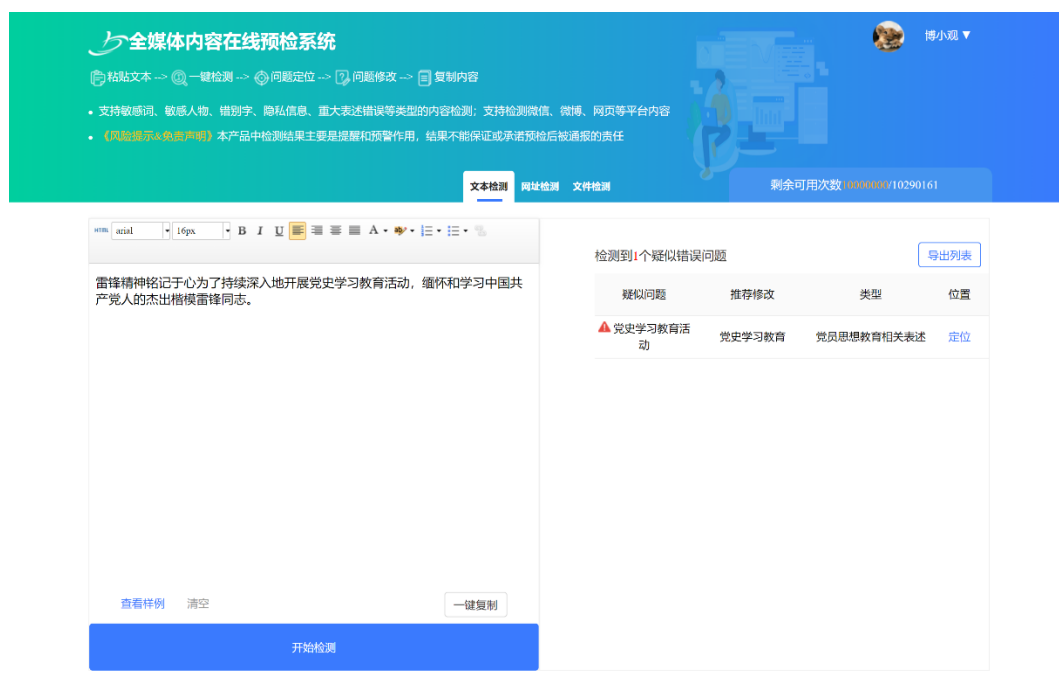 全媒体内容在线预检系统
博小观 ▼
粘贴文本 --> 一键检测 --> 问题定位 --> 问题修改 --> 复制内容
• 支持敏感词、敏感人物、错别字、隐私信息、重大表述错误等类型的内容检测；支持检测微信、微博、网页等平台内容
• 《风险提示&免责声明》本产品中检测结果主要是提醒和预警作用，结果不能保证或承诺预检后被通报的责任
文本检测 网址检测 文件检测
剩余可用次数10000000/10290161
HTML arial 16px B I U A ab
雷锋精神铭记于心为了持续深入地开展党史学习教育活动，缅怀和学习中国共
产党人的杰出楷模雷锋同志。
查看样例 清空 一键复制
开始检测
检测到1个疑似错误问题 导出列表
疑似问题 推荐修改 类型 位置
党史学习教育活
动
党史学习教育 党员思想教育相关表述 定位